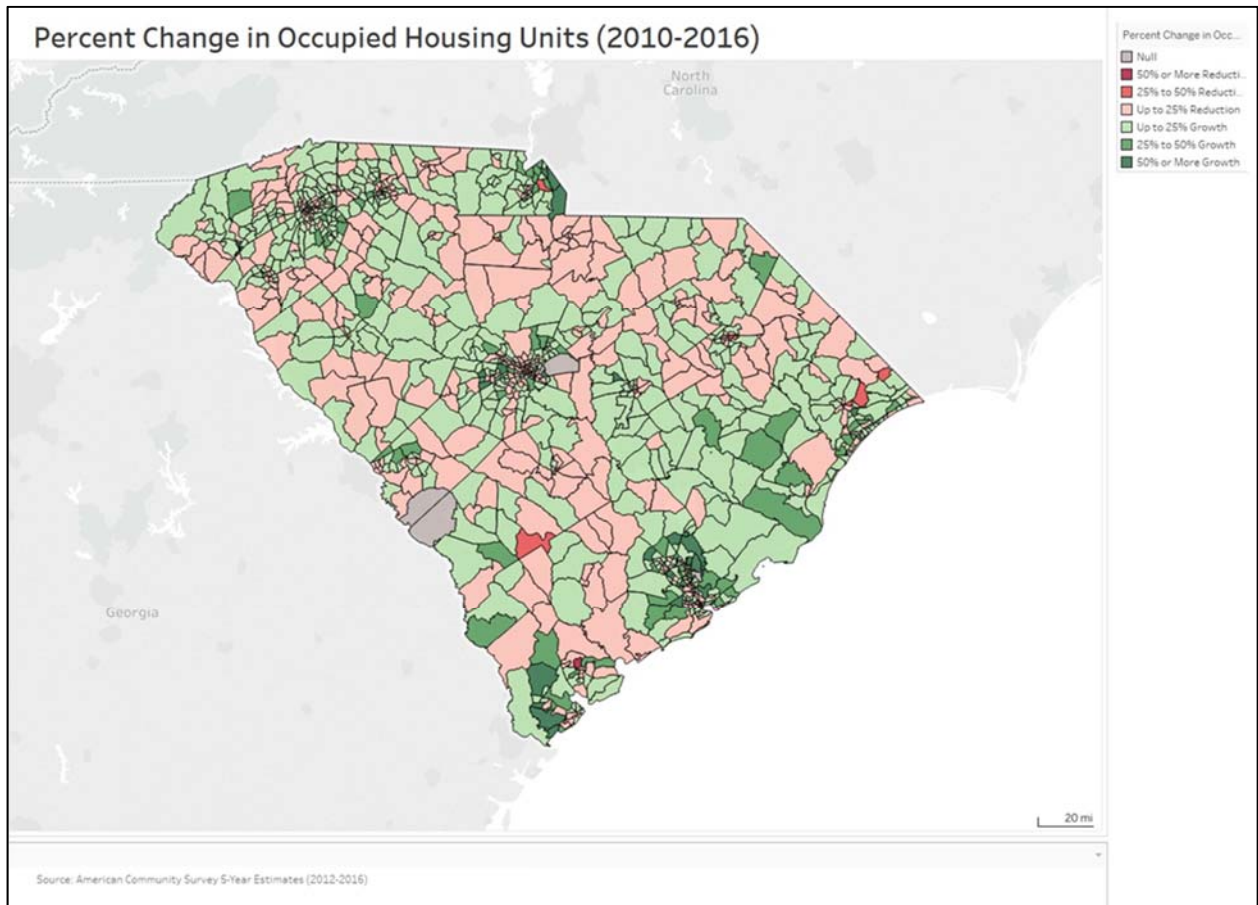 Percent Change in Occupied Housing Units (2010-2016)
North
Carolina
Georgia
20 mi
Percent Change in Occ...
Null
50% or More Reducti..
25% to 50% Reducti...
Up to 25% Reduction
Up to 25% Growth
25% to 50% Growth
50% or More Growth
Source: American Community Survey 5-Year Estimates (2012-2016)